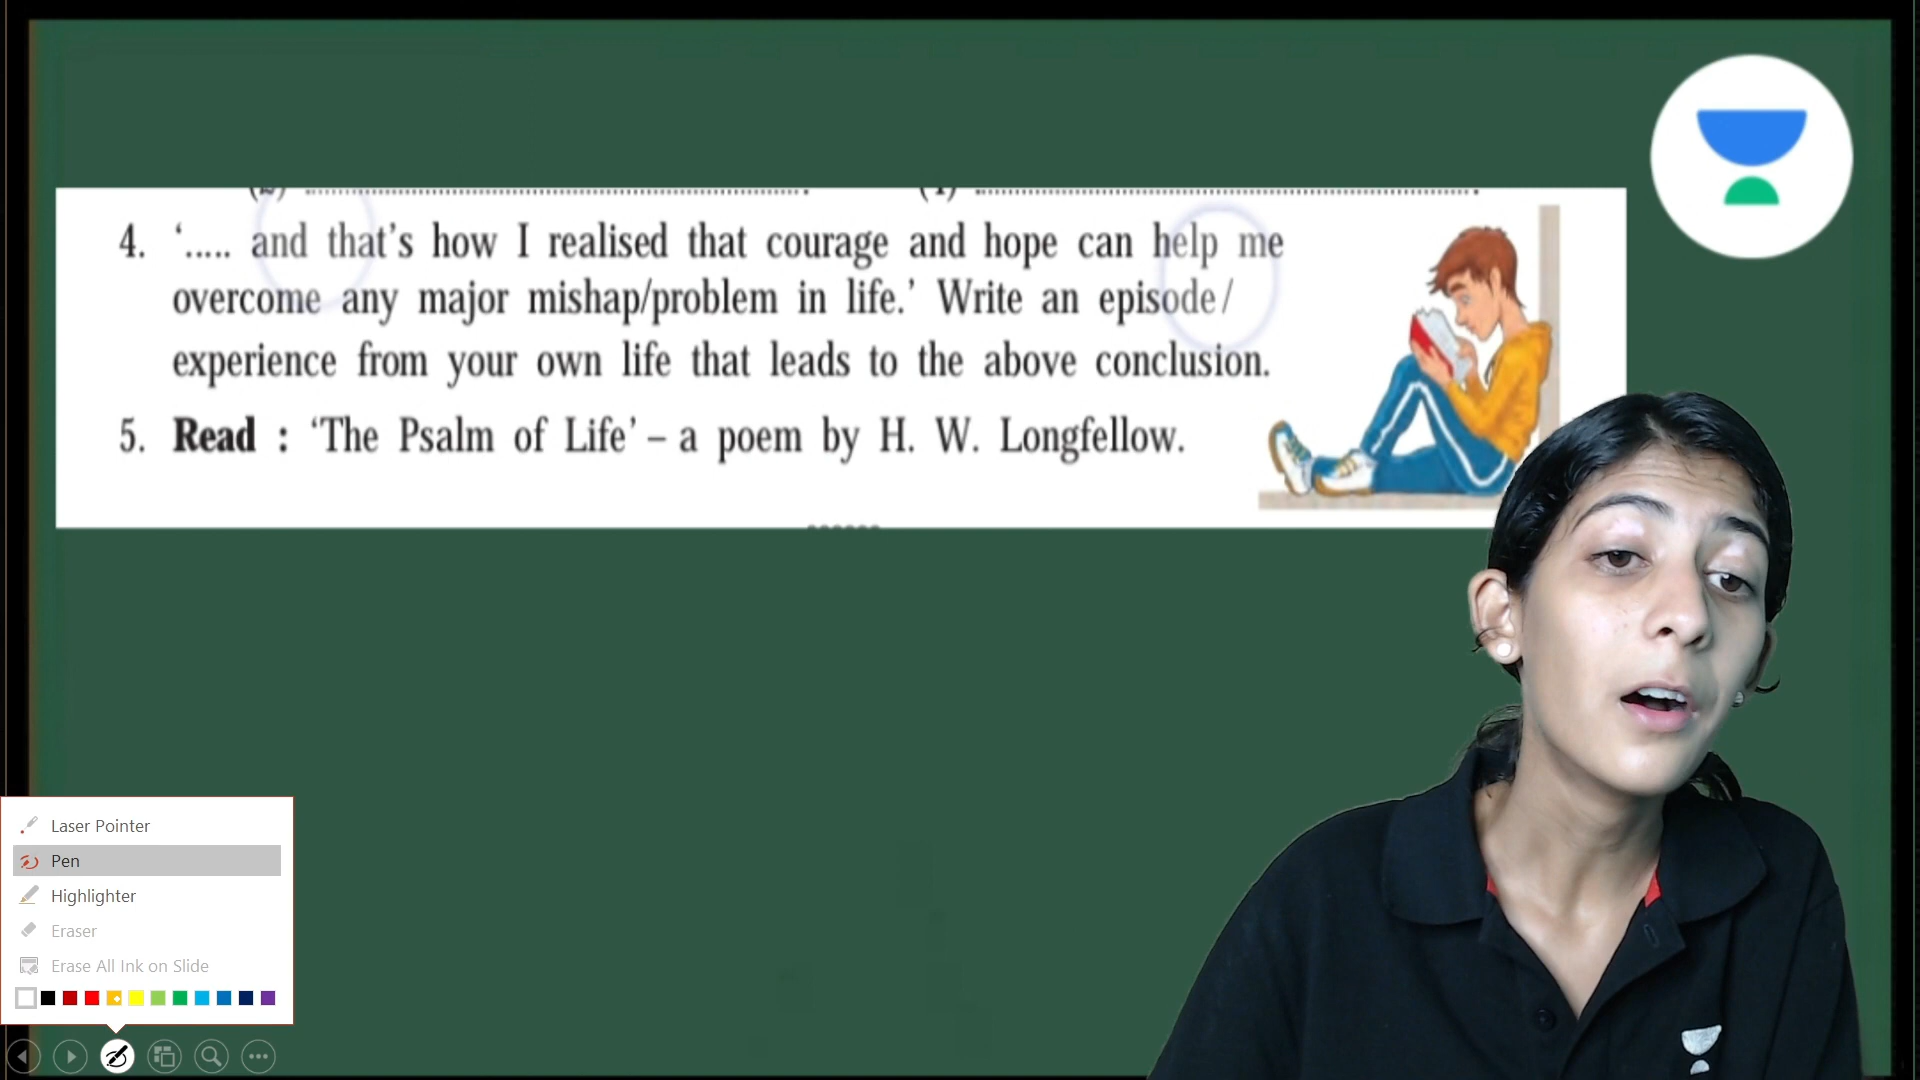 4. ‘..... and that’s how I realised that courage and hope can help me
overcome any major mishap/problem in life.’ Write an episode/
experience from your own life that leads to the above conclusion.
5. Read : ‘The Psalm of Life’ – a poem by H. W. Longfellow.
Laser Pointer
Pen
Highlighter
Eraser
Erase All Ink on Slide